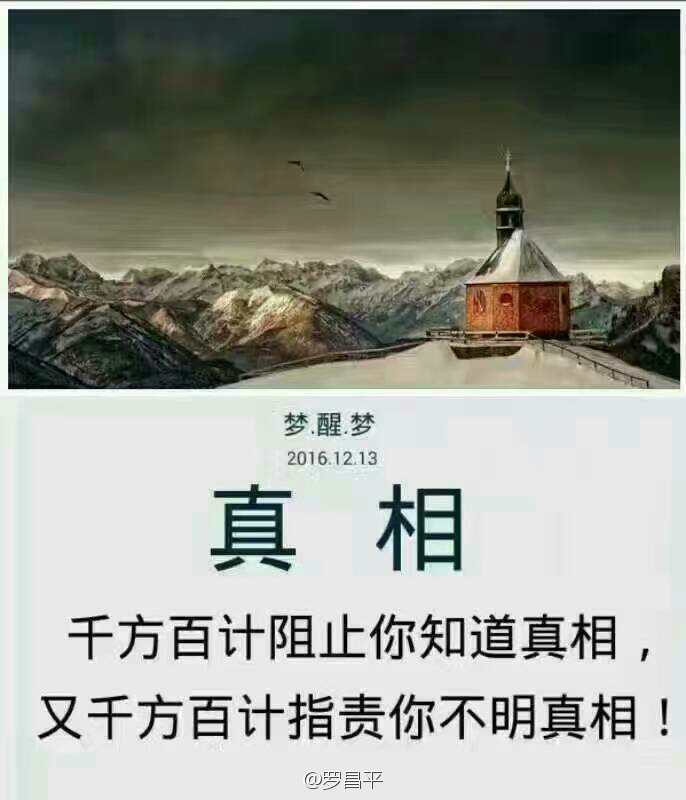 梦.醒.梦
2016.12.13
真 相
千方百计阻止你知道真相，
又千方百计指责你不明真相！
@罗昌平